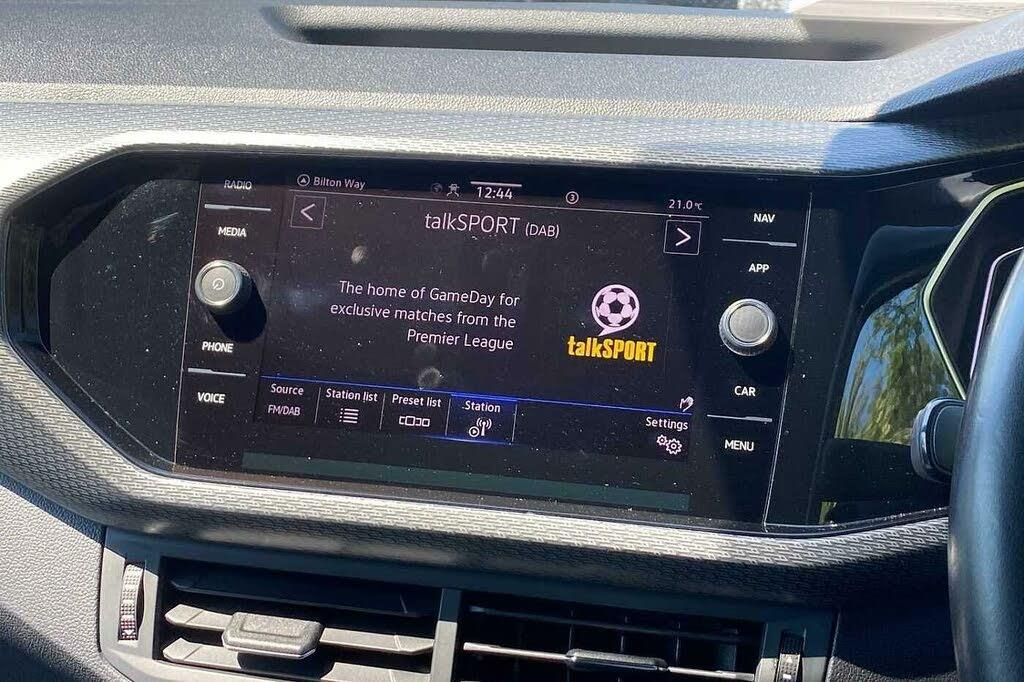 RADIO
MEDIA
PHONE
VOICE
Bilton Way
12:44
3
21.0°C
<
talkSPORT (DAB)
>
The home of GameDay for
exclusive matches from the
Premier League
talkSPORT
Source
FM/DAB
Station list
Preset list
Station
Settings
NAV
APP
CAR
MENU